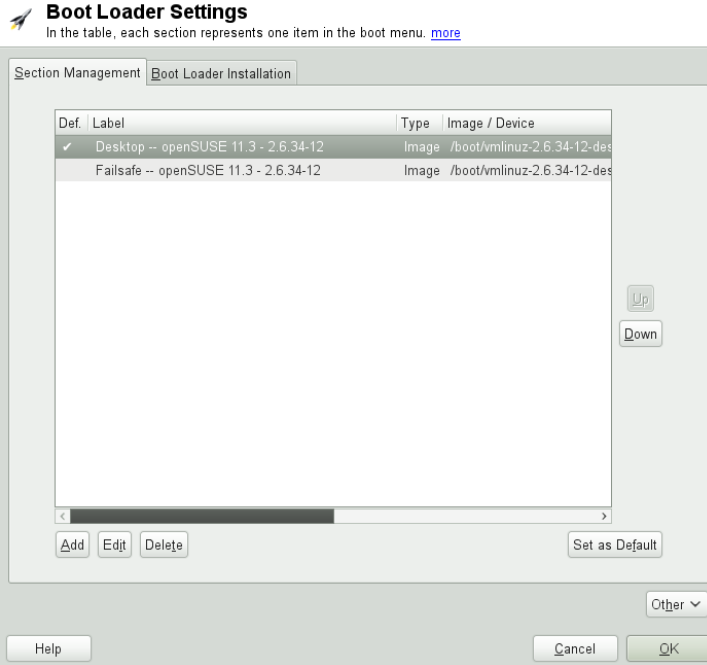 Boot Loader Settings
In the table, each section represents one item in the boot menu. more
Section Management Boot Loader Installation
Def. Label Type Image / Device
✔ Desktop -- openSUSE 11.3 - 2.6.34-12 Image /boot/vmlinuz-2.6.34-12-des
Failsafe -- openSUSE 11.3 - 2.6.34-12 Image /boot/vmlinuz-2.6.34-12-des
Up
Down
Add Edit Delete Set as Default
Other
Help Cancel OK